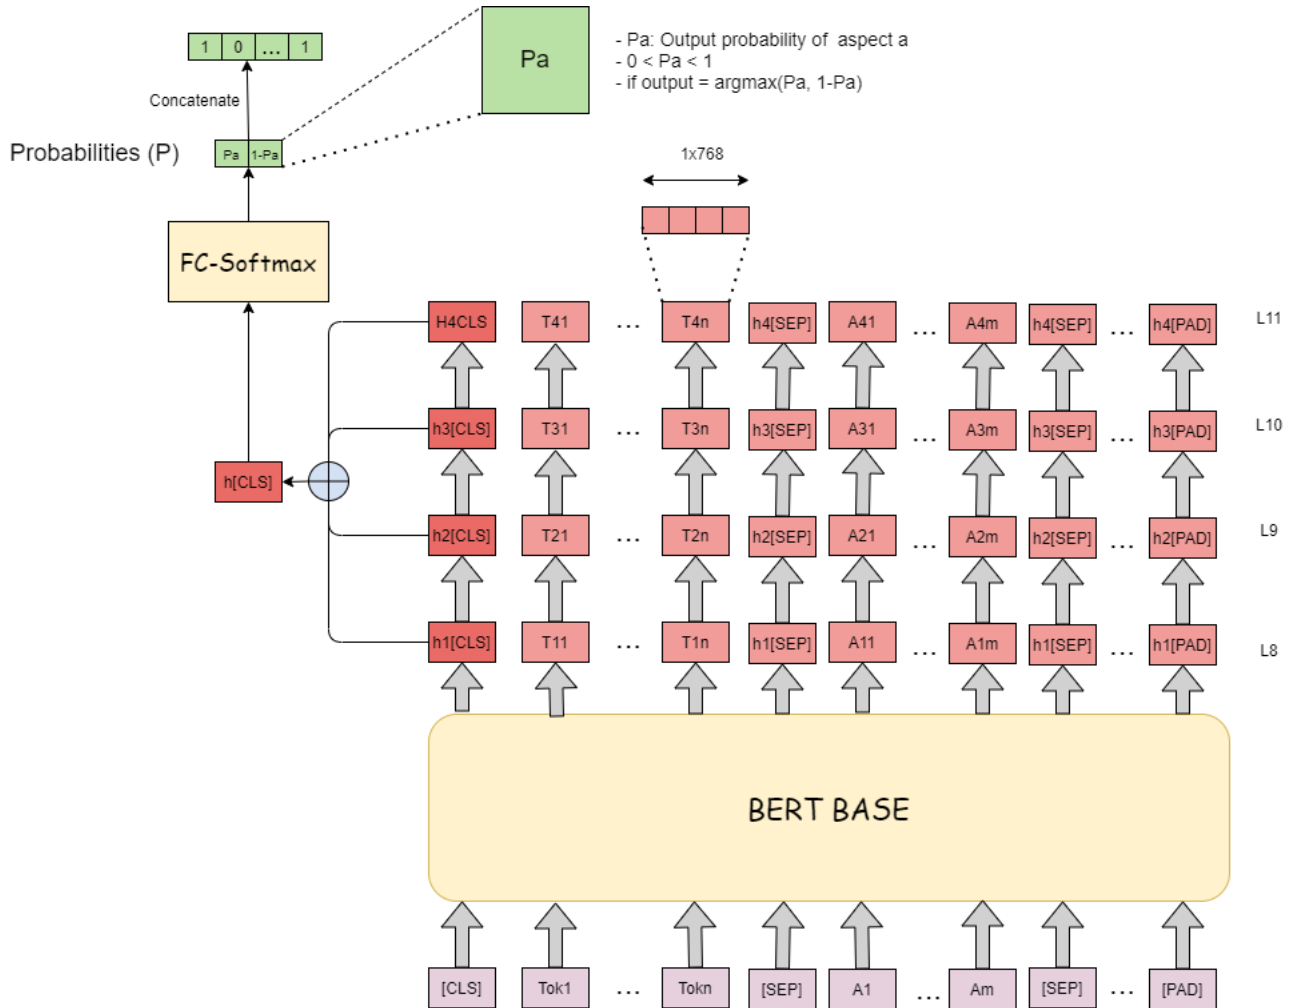 1 0 ... 1
Pa
- Pa: Output probability of aspect a
- 0 < Pa < 1
- if output = argmax(Pa, 1-Pa)
Concatenate
Probabilities (P)
Pa 1-Pa
1x768
FC-Softmax
H4CLS T41 ... T4n h4[SEP] A41 ... A4m h4[SEP] ... h4[PAD] L11
h3[CLS] T31 ... T3n h3[SEP] A31 ... A3m h3[SEP] ... h3[PAD] L10
h[CLS]
h2[CLS] T21 ... T2n h2[SEP] A21 ... A2m h2[SEP] ... h2[PAD] L9
h1[CLS] T11 ... T1n h1[SEP] A11 ... A1m h1[SEP] ... h1[PAD] L8
BERT BASE
[CLS] Tok1 ... Tokn [SEP] A1 ... Am [SEP] ... [PAD]